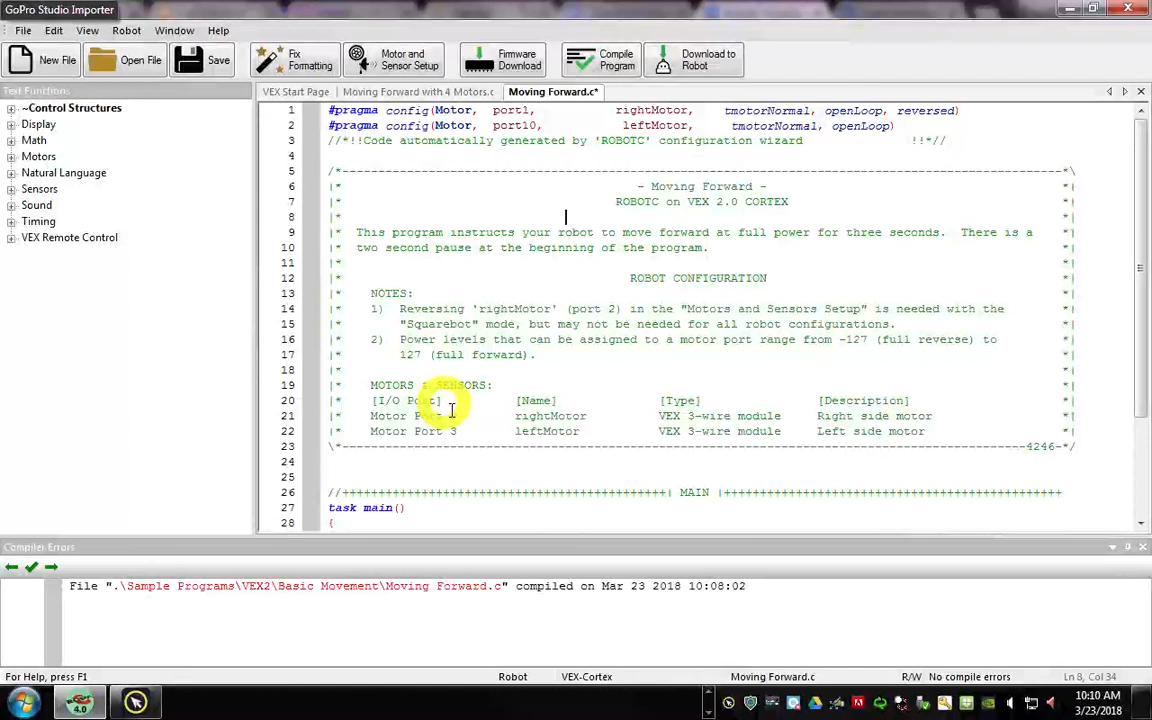 GoPro Studio Importer
File Edit View Robot Window Help
New File Open File Save Fix Formatting Motor and Sensor Setup Firmware Download Compile Program Download to Robot
Text Functions
~Control Structures
Display
Math
Motors
Natural Language
Sensors
Sound
Timing
VEX Remote Control
VEX Start Page Moving Forward with 4 Motors.c Moving Forward.c*
1 #pragma config(Motor, port1, rightMotor, tmotorNormal, openLoop, reversed)
2 #pragma config(Motor, port10, leftMotor, tmotorNormal, openLoop)
3 //*!!Code automatically generated by 'ROBOTC' configuration wizard !!*//
4
5 /*----------------------------------------------------------------------------------------------------*\
6 |* - Moving Forward - *|
7 |* ROBOTC on VEX 2.0 CORTEX *|
8 |* *|
9 |* This program instructs your robot to move forward at full power for three seconds. There is a *|
10 |* two second pause at the beginning of the program. *|
11 |* *|
12 |* ROBOT CONFIGURATION *|
13 |* NOTES: *|
14 |* 1) Reversing 'rightMotor' (port 2) in the "Motors and Sensors Setup" is needed with the *|
15 |* "Squarebot" mode, but may not be needed for all robot configurations. *|
16 |* 2) Power levels that can be assigned to a motor port range from -127 (full reverse) to *|
17 |* 127 (full forward). *|
18 |* *|
19 |* MOTORS & SENSORS: *|
20 |* [I/O Port] [Name] [Type] [Description] *|
21 |* Motor Port rightMotor VEX 3-wire module Right side motor *|
22 |* Motor Port 3 leftMotor VEX 3-wire module Left side motor *|
23 \*-----------------------------------------------------------------------------------------------4246-*/
24
25
26 //+++++++++++++++++++++++++++++++++++++++++++++| MAIN |+++++++++++++++++++++++++++++++++++++++++++++++
27 task main()
28 {
Compiler Errors
File ".\Sample Programs\VEX2\Basic Movement\Moving Forward.c" compiled on Mar 23 2018 10:08:02
For Help, press F1 Robot VEX-Cortex Moving Forward.c R/W No compile errors Ln 8, Col 34
4.0
10:10 AM
3/23/2018